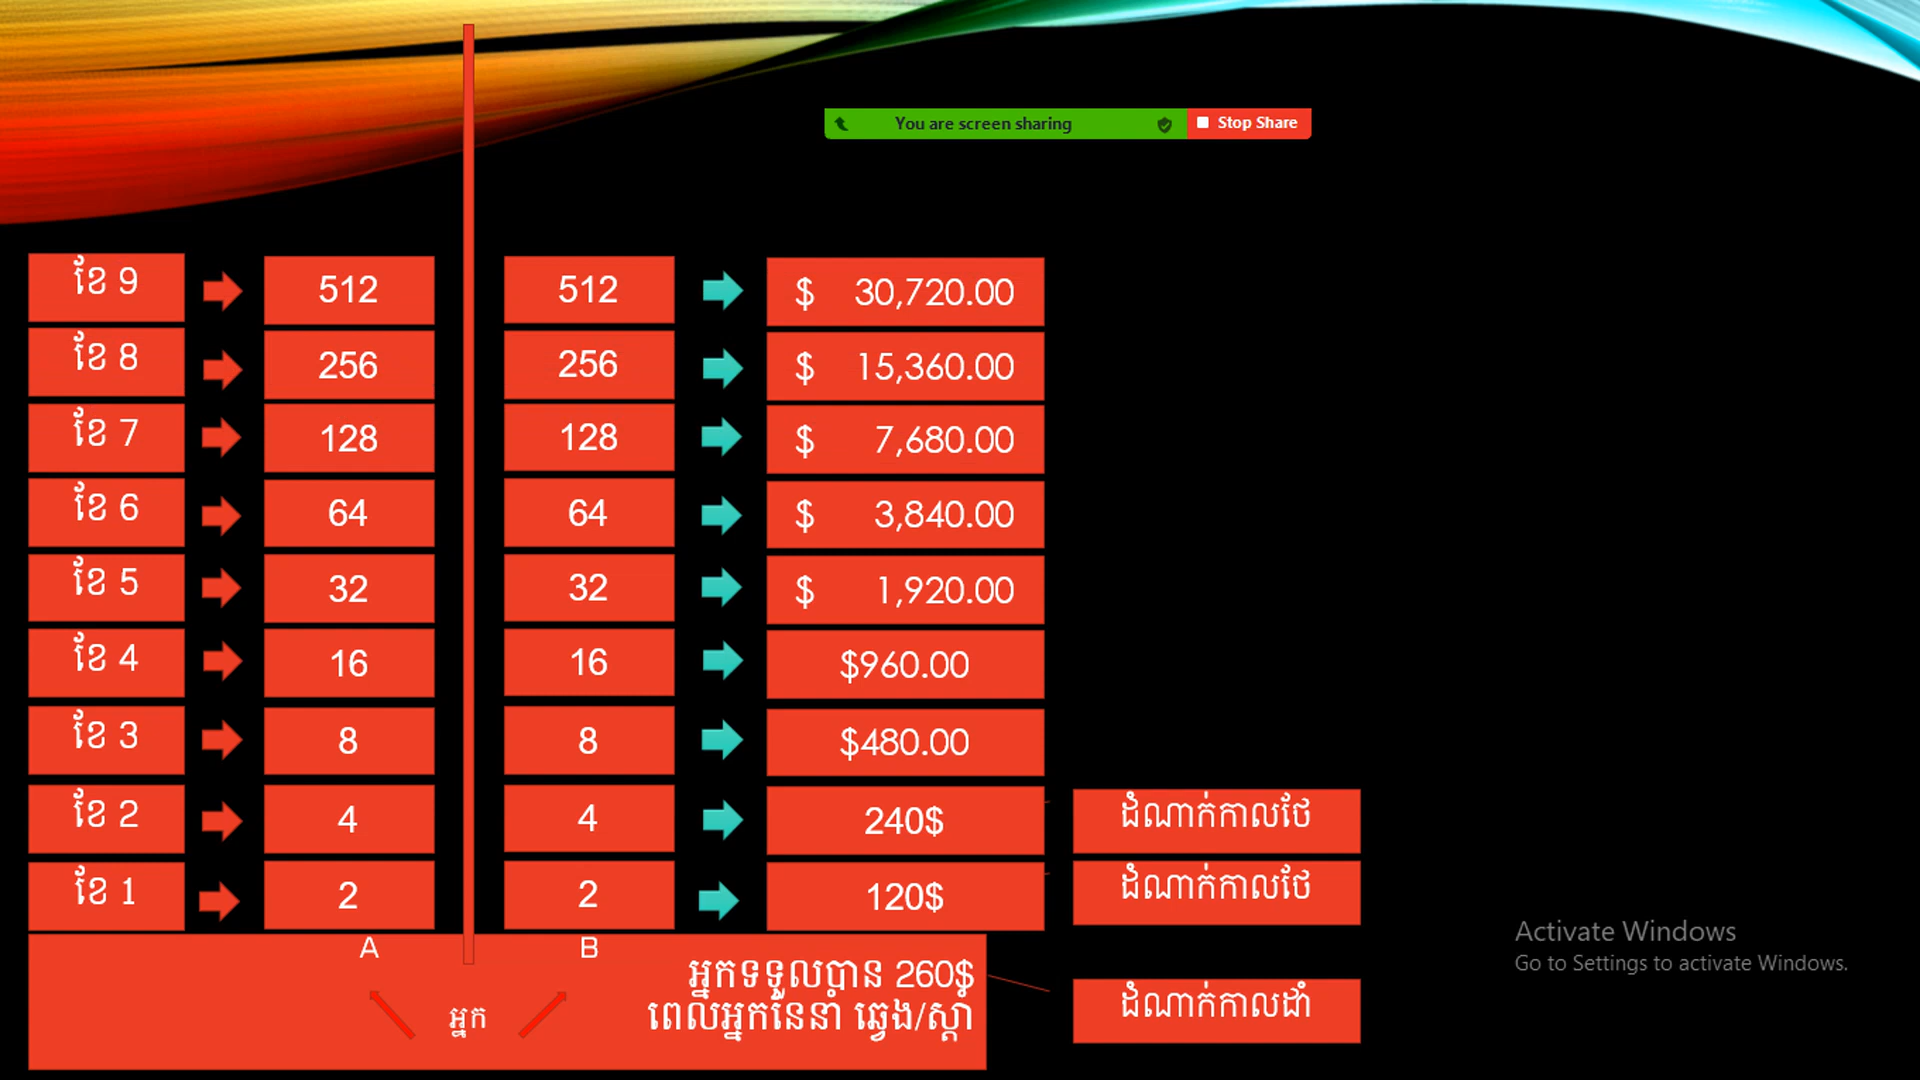 You are screen sharing
Stop Share
ខែ 9 512 512 $ 30,720.00
ខែ 8 256 256 $ 15,360.00
ខែ 7 128 128 $ 7,680.00
ខែ 6 64 64 $ 3,840.00
ខែ 5 32 32 $ 1,920.00
ខែ 4 16 16 $960.00
ខែ 3 8 8 $480.00
ខែ 2 4 4 240$ ដំណាក់កាលថែ
ខែ 1 2 2 120$ ដំណាក់កាលថែ
A B
អ្នកទទួលបាន 260$
ពេលអ្នកនែនាំ ឆ្វេង/ស្ដាំ
អ្នក
ដំណាក់កាលដាំ
Activate Windows
Go to Settings to activate Windows.